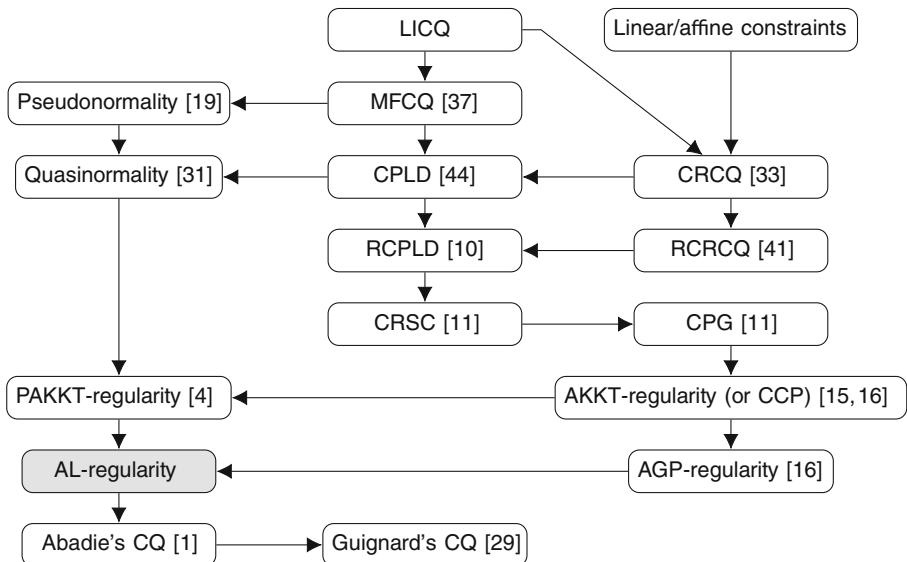 LICQ
Linear/affine constraints
Pseudonormality [19]
MFCQ [37]
Quasinormality [31]
CPLD [44]
CRCQ [33]
RCPLD [10]
RCRCQ [41]
CRSC [11]
CPG [11]
PAKKT-regularity [4]
AKKT-regularity (or CCP) [15, 16]
AL-regularity
AGP-regularity [16]
Abadie's CQ [1]
Guignard's CQ [29]